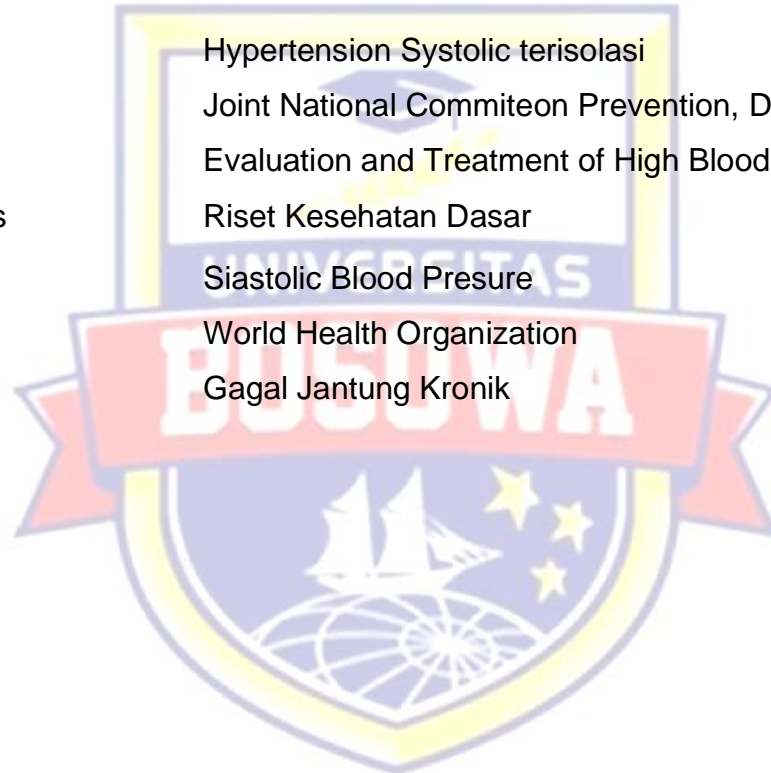 Hypertension Systolic terisolasi
Joint National Commiteon Prevention, D
Evaluation and Treatment of High Blood
s Riset Kesehatan Dasar
UNIVERSITAS
Siastolic Blood Presure
World Health Organization
BOSOWA
Gagal Jantung Kronik